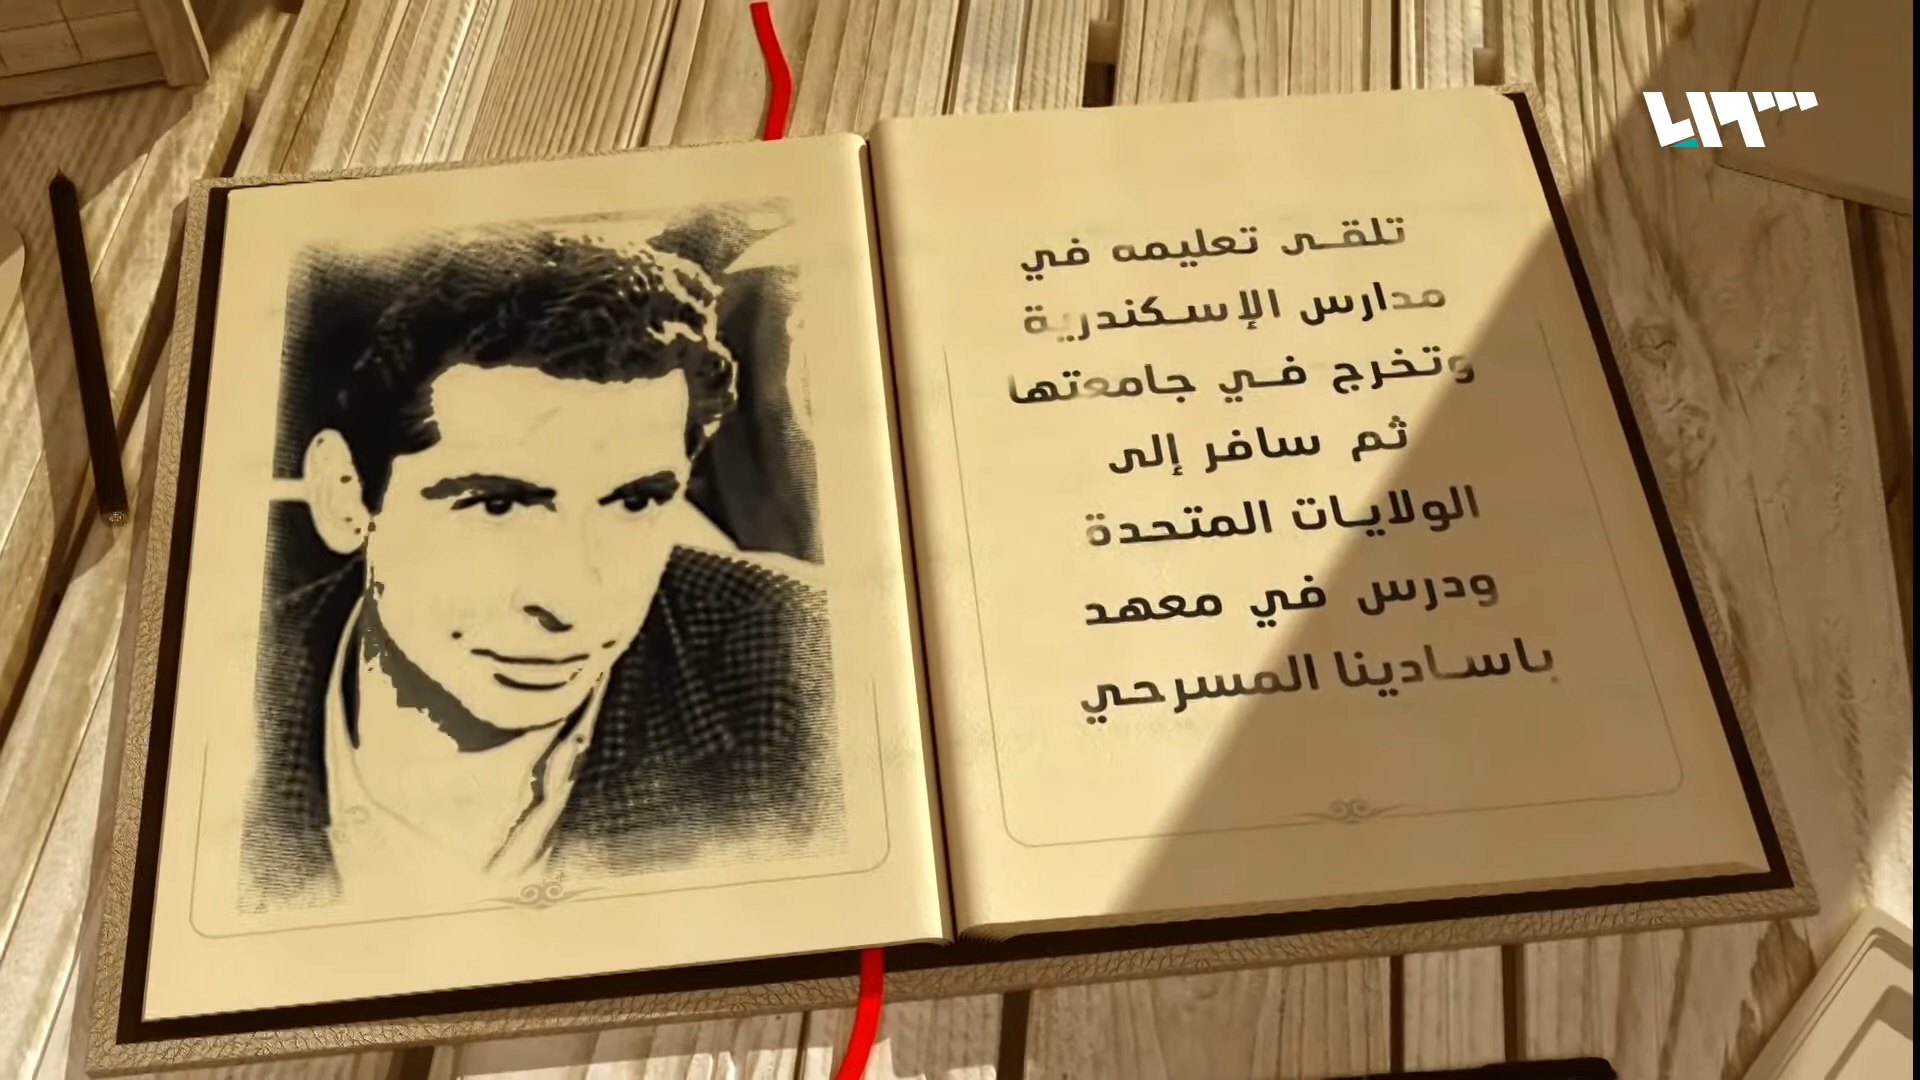 تلقى تعليمه في
مدارس الإسكندرية
وتخرج في جامعتها
ثم سافر إلى
الولايات المتحدة
ودرس في معهد
باسادينا المسرحي